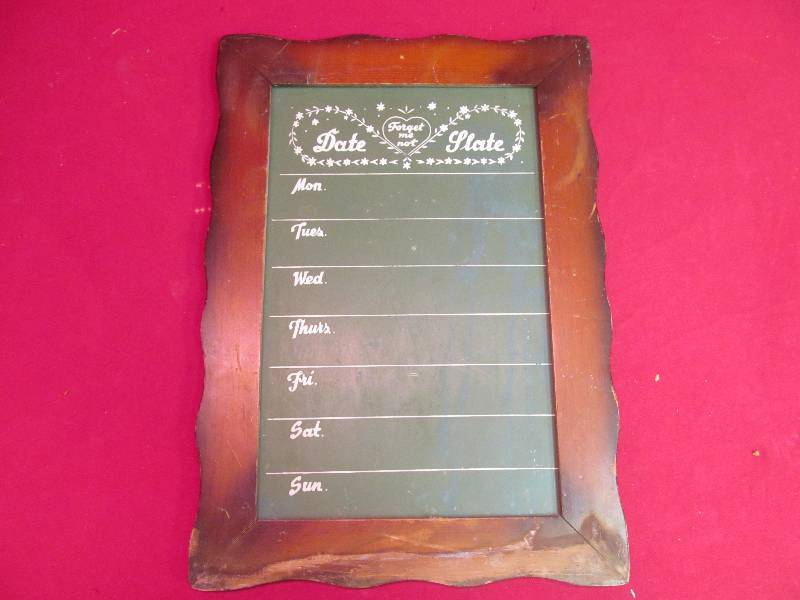 Forget
me
not
Date Slate
Mon.
Tues.
Wed.
Thurs.
Fri.
Sat.
Sun.